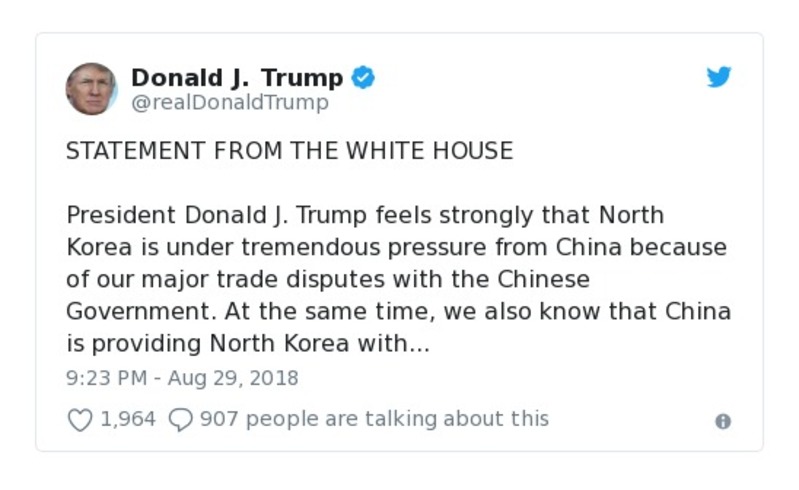 Donald J. Trump
@realDonaldTrump
STATEMENT FROM THE WHITE HOUSE
President Donald J. Trump feels strongly that North
Korea is under tremendous pressure from China because
of our major trade disputes with the Chinese
Government. At the same time, we also know that China
is providing North Korea with...
9:23 PM - Aug 29, 2018
1,964 907 people are talking about this